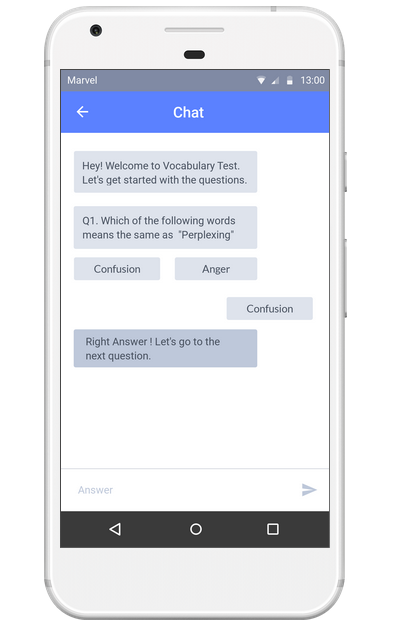 Marvel 13:00
Chat
Hey! Welcome to Vocabulary Test.
Let's get started with the questions.
Q1. Which of the following words
means the same as "Perplexing"
Confusion Anger
Confusion
Right Answer ! Let's go to the
next question.
Answer